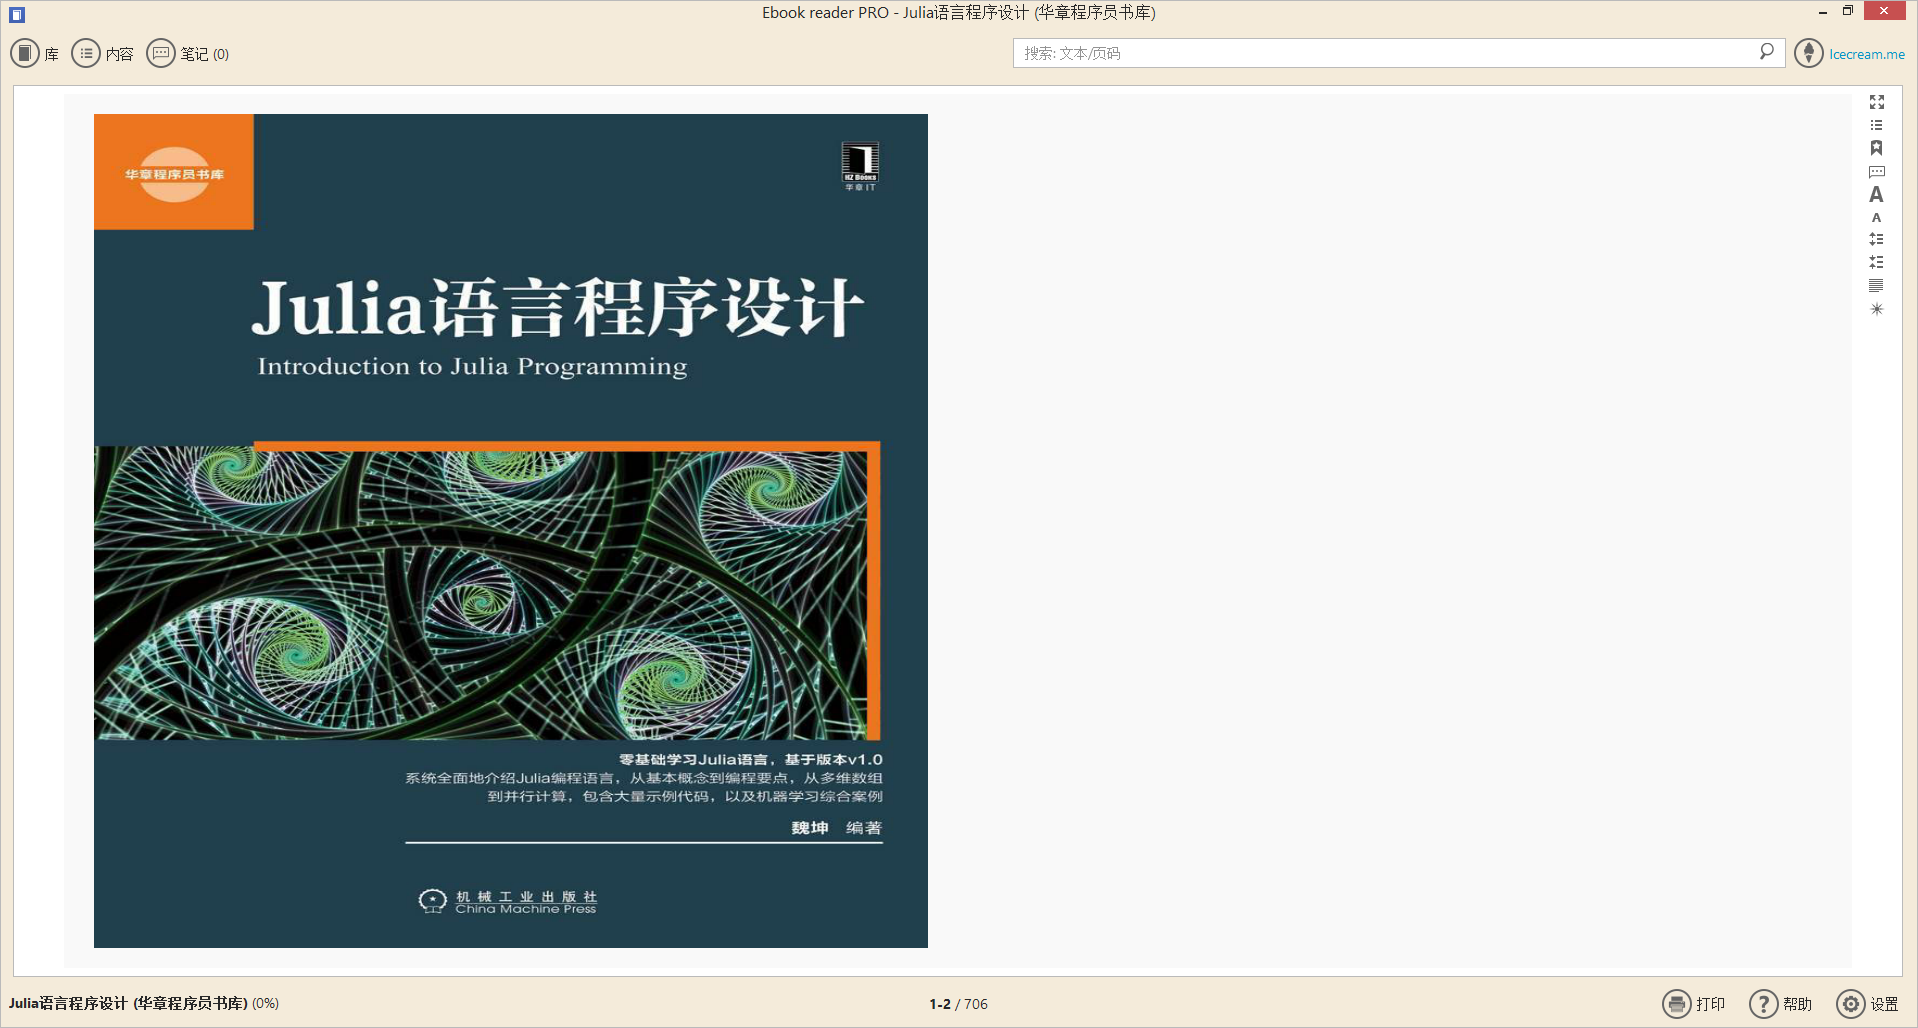 Ebook reader PRO - Julia语言程序设计 (华章程序员书库)
库
内容
笔记 (0)
搜索: 文本/页码
Icecream.me
华章程序员书库
HZ Books
华章IT
Julia语言程序设计
Introduction to Julia Programming
零基础学习Julia语言，基于版本v1.0
系统全面地介绍Julia编程语言，从基本概念到编程要点，从多维数组
到并行计算，包含大量示例代码，以及机器学习综合案例
魏坤 编著
机械工业出版社
China Machine Press
A
A
Julia语言程序设计 (华章程序员书库) (0%)
1-2 / 706
打印
帮助
设置